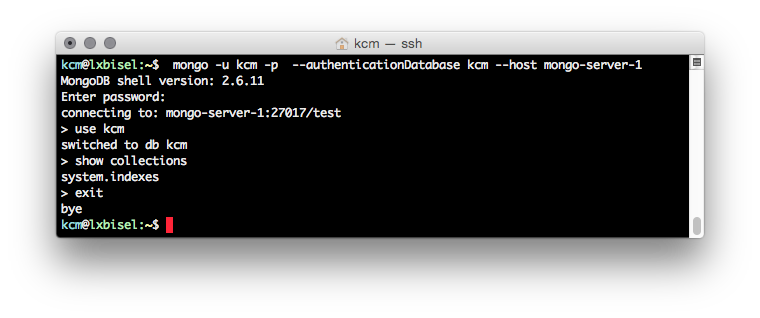 kcm — ssh
kcm@lxbisel:~$  mongo -u kcm -p  --authenticationDatabase kcm --host mongo-server-1
MongoDB shell version: 2.6.11
Enter password:
connecting to: mongo-server-1:27017/test
> use kcm
switched to db kcm
> show collections
system.indexes
> exit
bye
kcm@lxbisel:~$